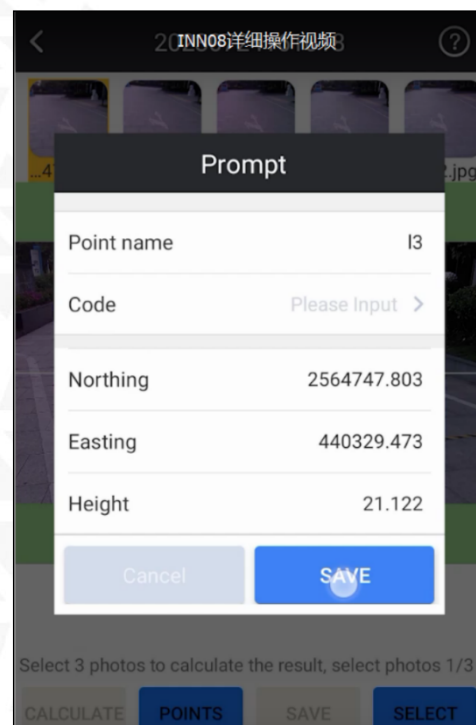 INN08详细操作视频
...4
.jpg
Prompt
Point name
I3
Code
Please Input
Northing
2564747.803
Easting
440329.473
Height
21.122
Cancel
SAVE
Select 3 photos to calculate the result, select photos 1/3
CALCULATE
POINTS
SAVE
SELECT